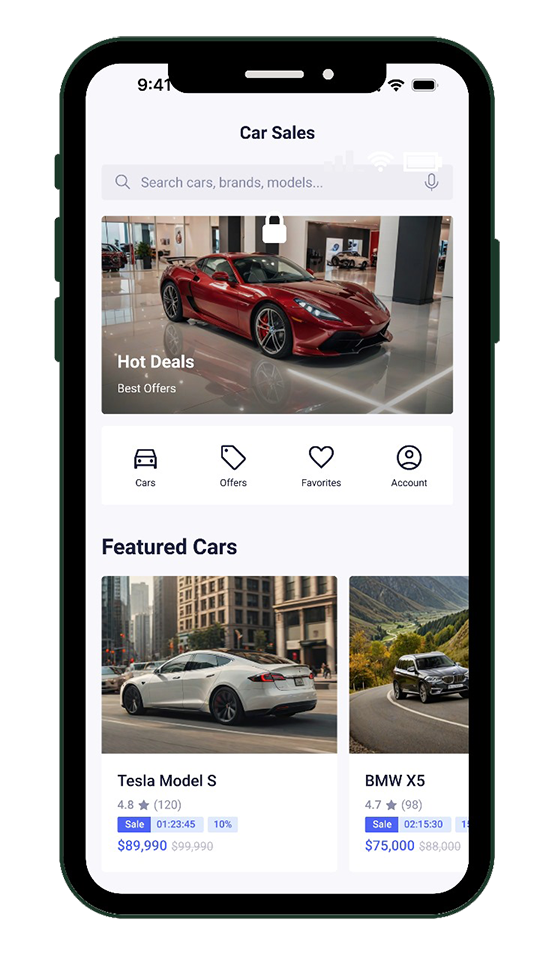 9:41
Car Sales
Search cars, brands, models...
Hot Deals
Best Offers
Cars Offers Favorites Account
Featured Cars
Tesla Model S
4.8 (120)
Sale 01:23:45 10%
$89,990 $99,990
BMW X5
4.7 (98)
Sale 02:15:30
$75,000 $88,000